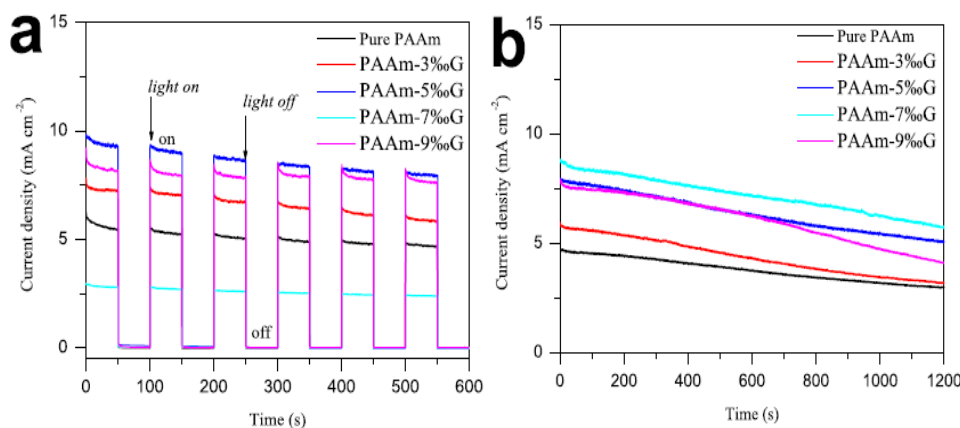 a
15
10
5
0
Current density (mA cm⁻²)
Pure PAAm
PAAm-3‰G
PAAm-5‰G
PAAm-7‰G
PAAm-9‰G
light on
on
light off
off
0 100 200 300 400 500 600
Time (s)
b
15
10
5
0
Current density (mA cm⁻²)
Pure PAAm
PAAm-3‰G
PAAm-5‰G
PAAm-7‰G
PAAm-9‰G
0 200 400 600 800 1000 1200
Time (s)